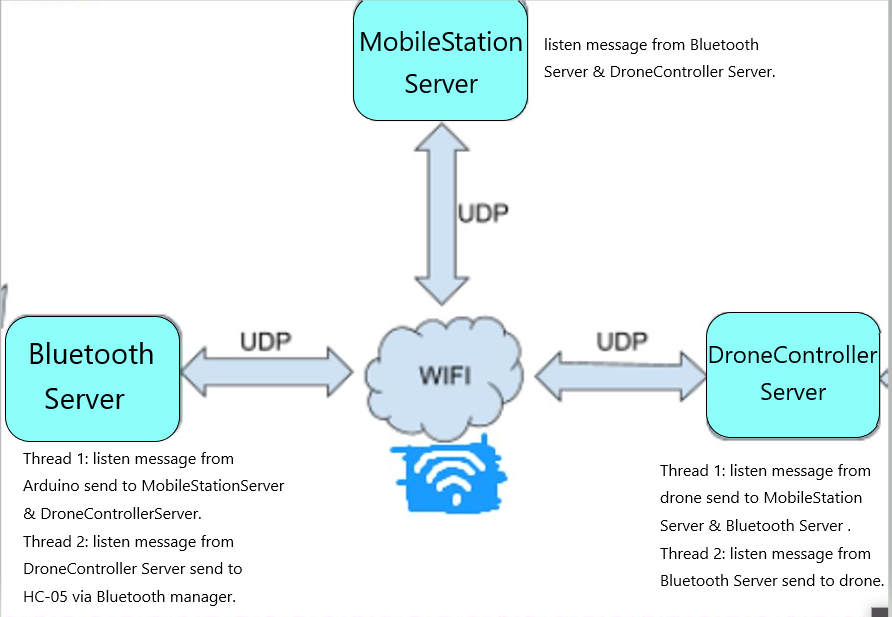 MobileStation
Server
listen message from Bluetooth
Server & DroneController Server.
UDP
UDP
UDP
WIFI
Bluetooth
Server
DroneController
Server
Thread 1: listen message from
Arduino send to MobileStationServer
& DroneControllerServer.
Thread 2: listen message from
DroneController Server send to
HC-05 via Bluetooth manager.
Thread 1: listen message from
drone send to MobileStation
Server & Bluetooth Server .
Thread 2: listen message from
Bluetooth Server send to drone.